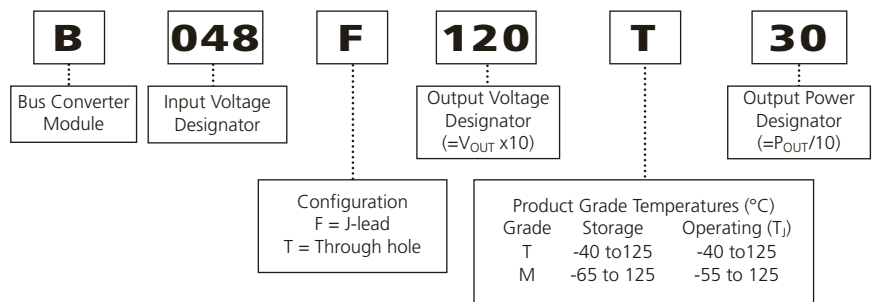 B 048 F 120 T 30
Bus Converter
Module
Input Voltage
Designator
Output Voltage
Designator
(=VOUT x10)
Output Power
Designator
(=POUT/10)
Configuration
F = J-lead
T = Through hole
Product Grade Temperatures (°C)
Grade Storage Operating (TJ)
T -40 to125 -40 to125
M -65 to 125 -55 to 125